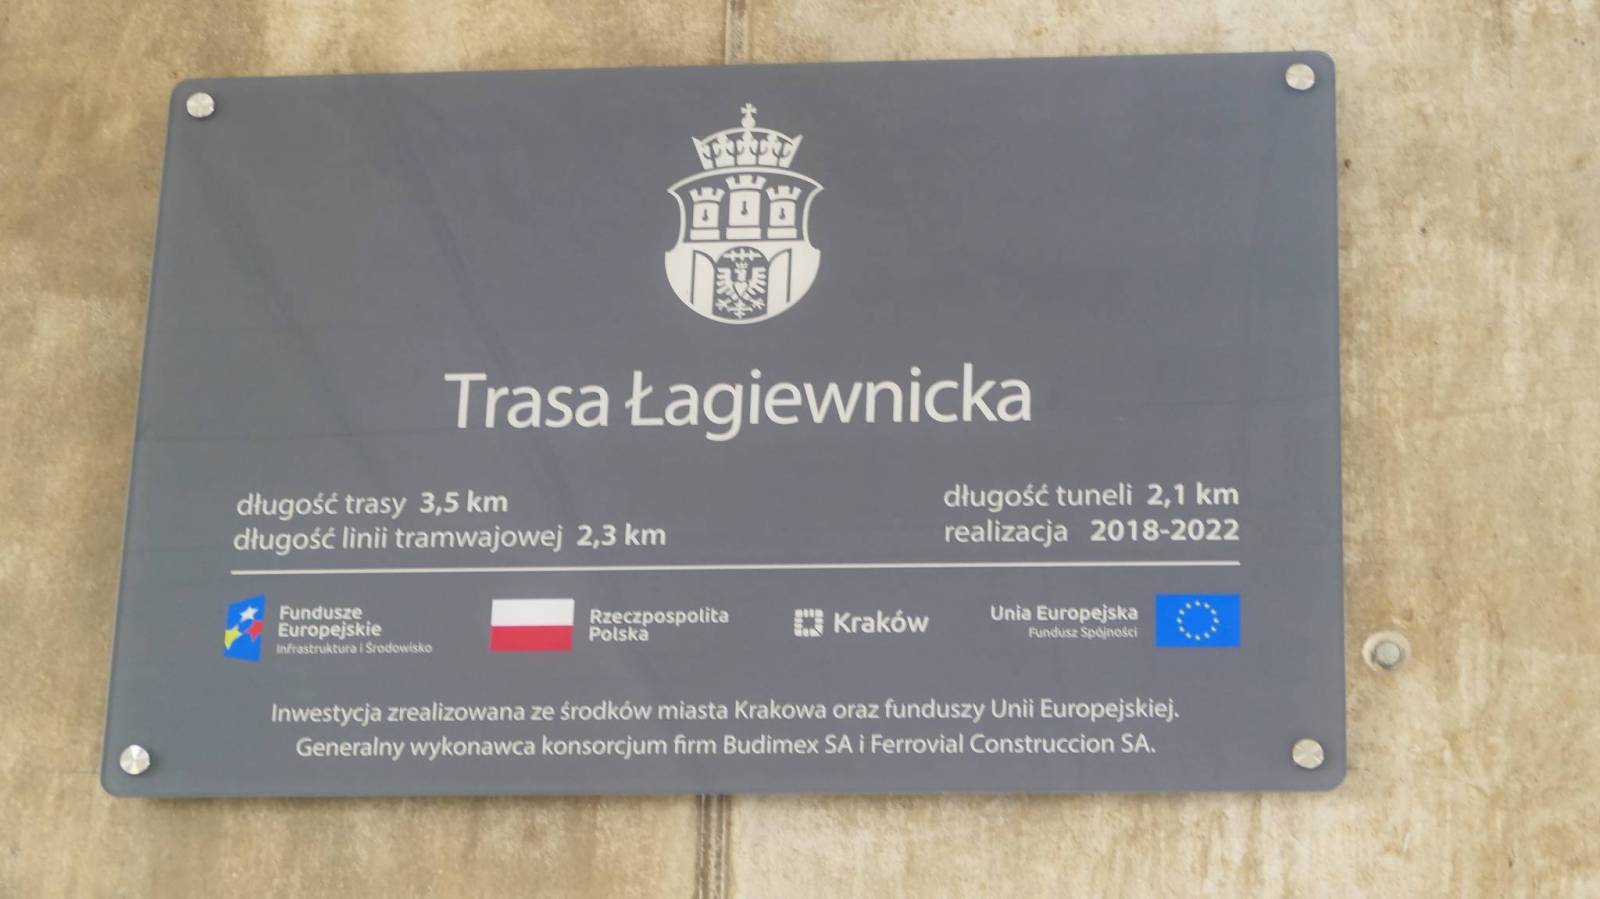 Trasa Łagiewnicka
długość trasy 3,5 km
długość linii tramwajowej 2,3 km
długość tuneli 2,1 km
realizacja 2018-2022
Fundusze
Europejskie
Infrastruktura i Środowisko
Rzeczpospolita
Polska
Kraków
Unia Europejska
Fundusz Spójności
Inwestycja zrealizowana ze środków miasta Krakowa oraz funduszy Unii Europejskiej.
Generalny wykonawca konsorcjum firm Budimex SA i Ferrovial Construccion SA.